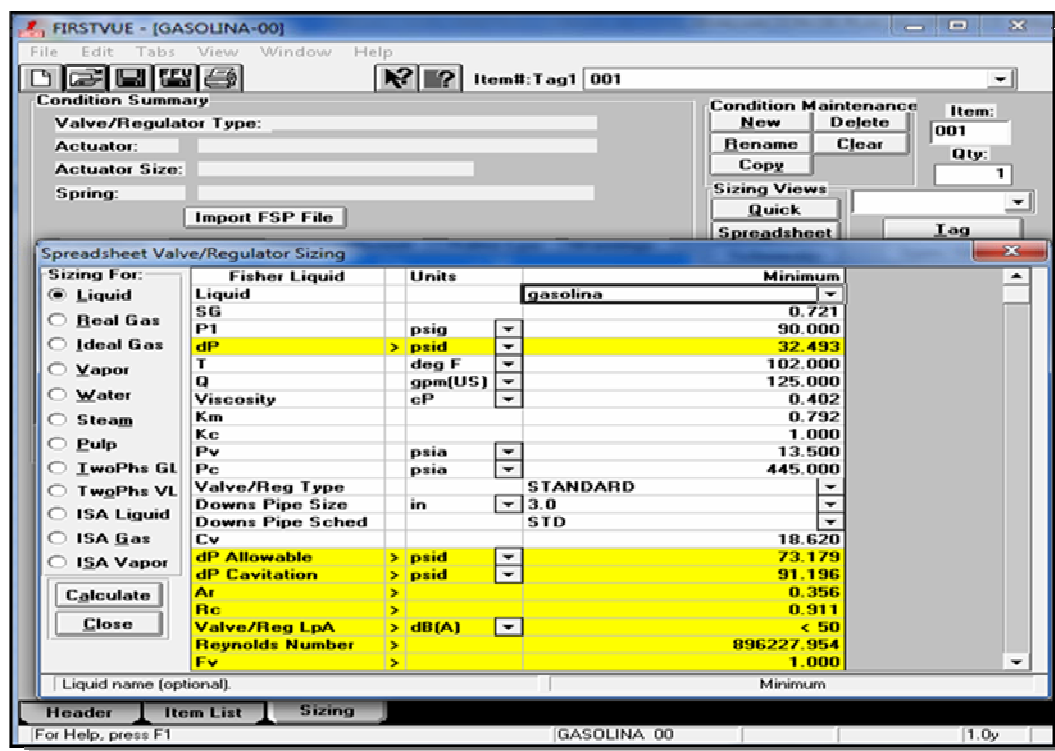 FIRSTVUE - [GASOLINA-00]
File Edit Tabs View Window Help
Item#:Tag1 001
Condition Summary
Valve/Regulator Type:
Actuator:
Actuator Size:
Spring:
Import FSP File
Condition Maintenance
New Delete
Rename Clear
Copy
Item:
001
Qty:
1
Sizing Views
Quick
Spreadsheet
Tag
Spreadsheet Valve/Regulator Sizing
Sizing For:
Liquid
Real Gas
Ideal Gas
Vapor
Water
Steam
Pulp
TwoPhs GL
TwoPhs VL
ISA Liquid
ISA Gas
ISA Vapor
Calculate
Close
Fisher Liquid Units Minimum
Liquid gasolina
SG 0.721
P1 psig 90.000
dP > psid 32.493
T deg F 102.000
Q gpm(US) 125.000
Viscosity cP 0.402
Km 0.792
Kc 1.000
Pv psia 13.500
Pc psia 445.000
Valve/Reg Type STANDARD
Downs Pipe Size in 3.0
Downs Pipe Sched STD
Cv 18.620
dP Allowable > psid 73.179
dP Cavitation > psid 91.196
Ar > 0.356
Rc > 0.911
Valve/Reg LpA > dB(A) < 50
Reynolds Number > 896227.954
Fv > 1.000
Liquid name (optional). Minimum
Header Item List Sizing
For Help, press F1 GASOLINA 00 1.0y